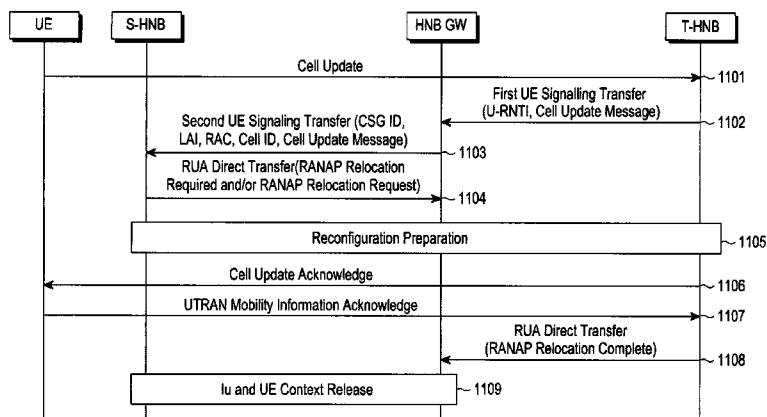 UE
S-HNB
HNB GW
T-HNB
Cell Update
1101
First UE Signalling Transfer
(U-RNTI, Cell Update Message)
1102
Second UE Signaling Transfer (CSG ID,
LAI, RAC, Cell ID, Cell Update Message)
1103
RUA Direct Transfer(RANAP Relocation
Required and/or RANAP Relocation Request)
1104
Reconfiguration Preparation
1105
Cell Update Acknowledge
1106
UTRAN Mobility Information Acknowledge
1107
RUA Direct Transfer
(RANAP Relocation Complete)
1108
Iu and UE Context Release
1109